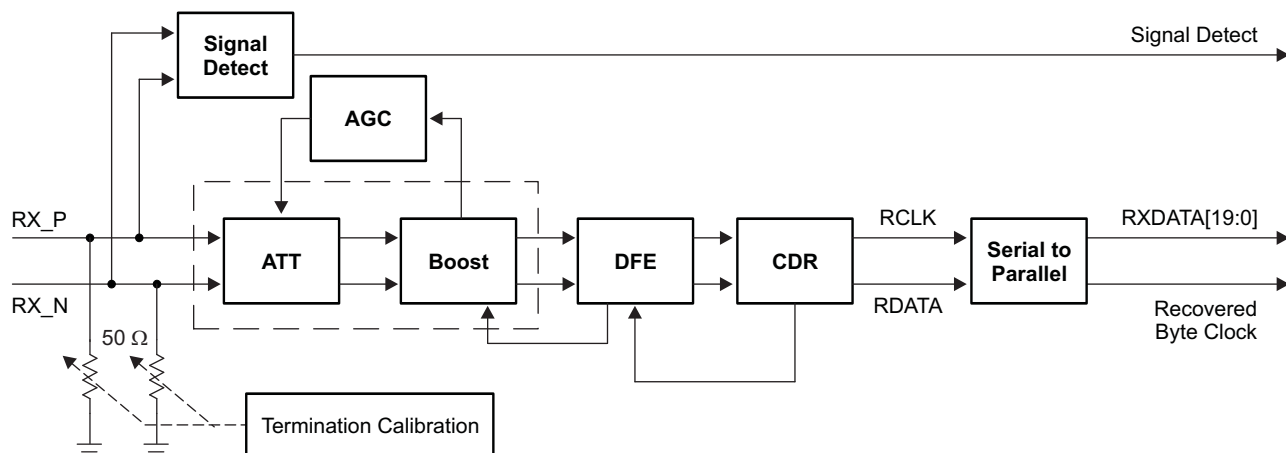 Signal
Detect
Signal Detect
AGC
RX_P
RX_N
ATT
Boost
DFE
CDR
RCLK
RDATA
Serial to
Parallel
RXDATA[19:0]
Recovered
Byte Clock
50 Ω
Termination Calibration